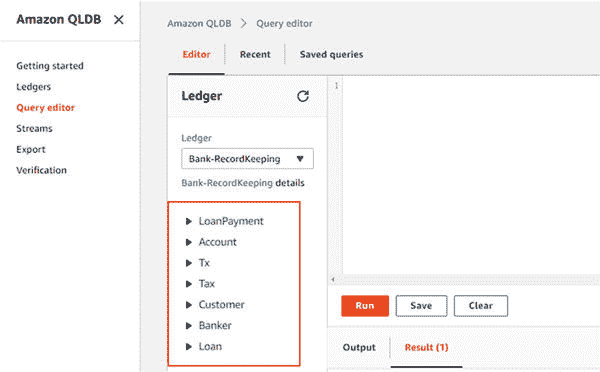 Amazon QLDB ×
Getting started
Ledgers
Query editor
Streams
Export
Verification
Amazon QLDB > Query editor
Editor Recent Saved queries
Ledger
Ledger
Bank-RecordKeeping
Bank-RecordKeeping details
LoanPayment
Account
Tx
Tax
Customer
Banker
Loan
1
Run Save Clear
Output Result (1)